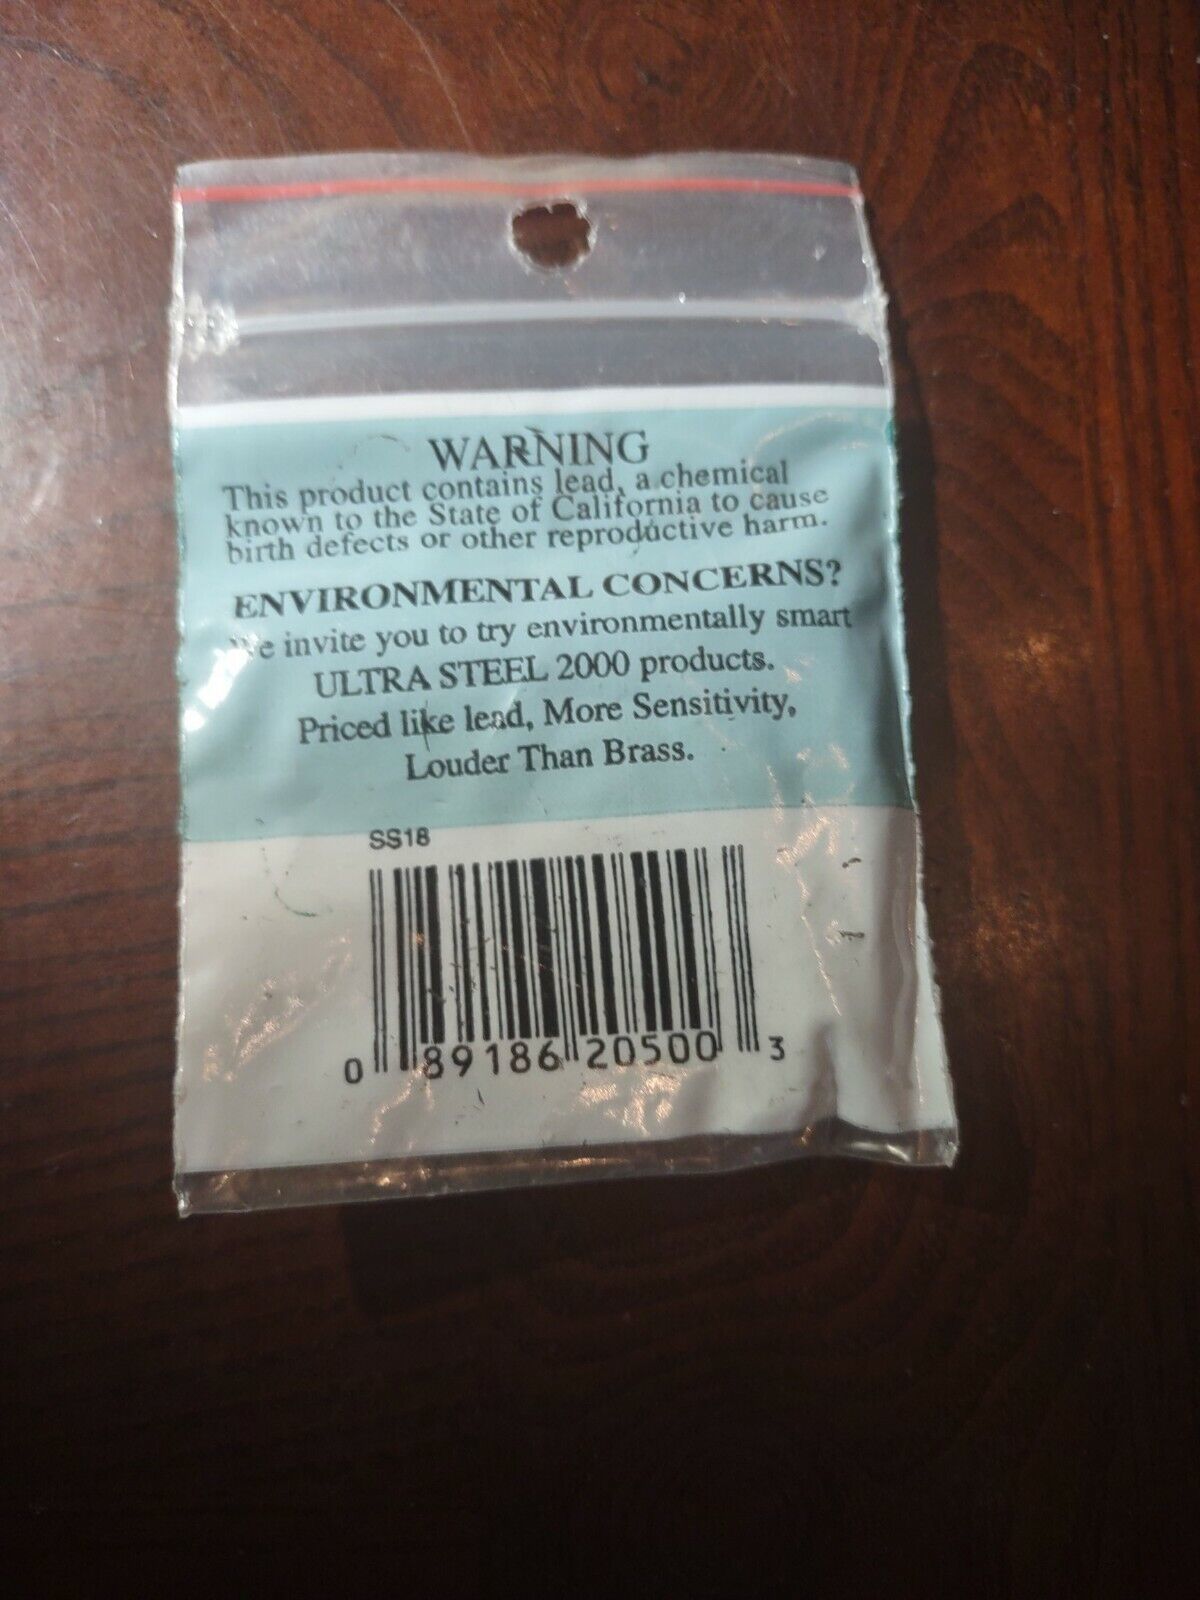 WARNING
This product contains lead, a chemical
known to the State of California to cause
birth defects or other reproductive harm.
ENVIRONMENTAL CONCERNS?
We invite you to try environmentally smart
ULTRA STEEL 2000 products.
Priced like lead, More Sensitivity,
Louder Than Brass.
SS18
0 89186 20500 3